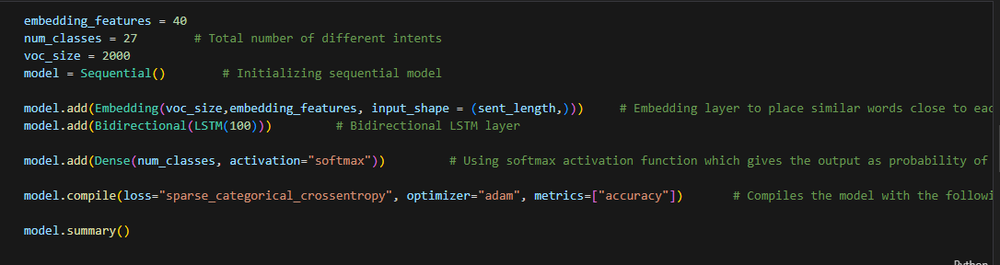 embedding_features = 40
num_classes = 27        # Total number of different intents
voc_size = 2000
model = Sequential()        # Initializing sequential model
model.add(Embedding(voc_size,embedding_features, input_shape = (sent_length,)))     # Embedding layer to place similar words close to eac
model.add(Bidirectional(LSTM(100)))         # Bidirectional LSTM layer
model.add(Dense(num_classes, activation="softmax"))         # Using softmax activation function which gives the output as probability of
model.compile(loss="sparse_categorical_crossentropy", optimizer="adam", metrics=["accuracy"])       # Compiles the model with the followi
model.summary()
Python